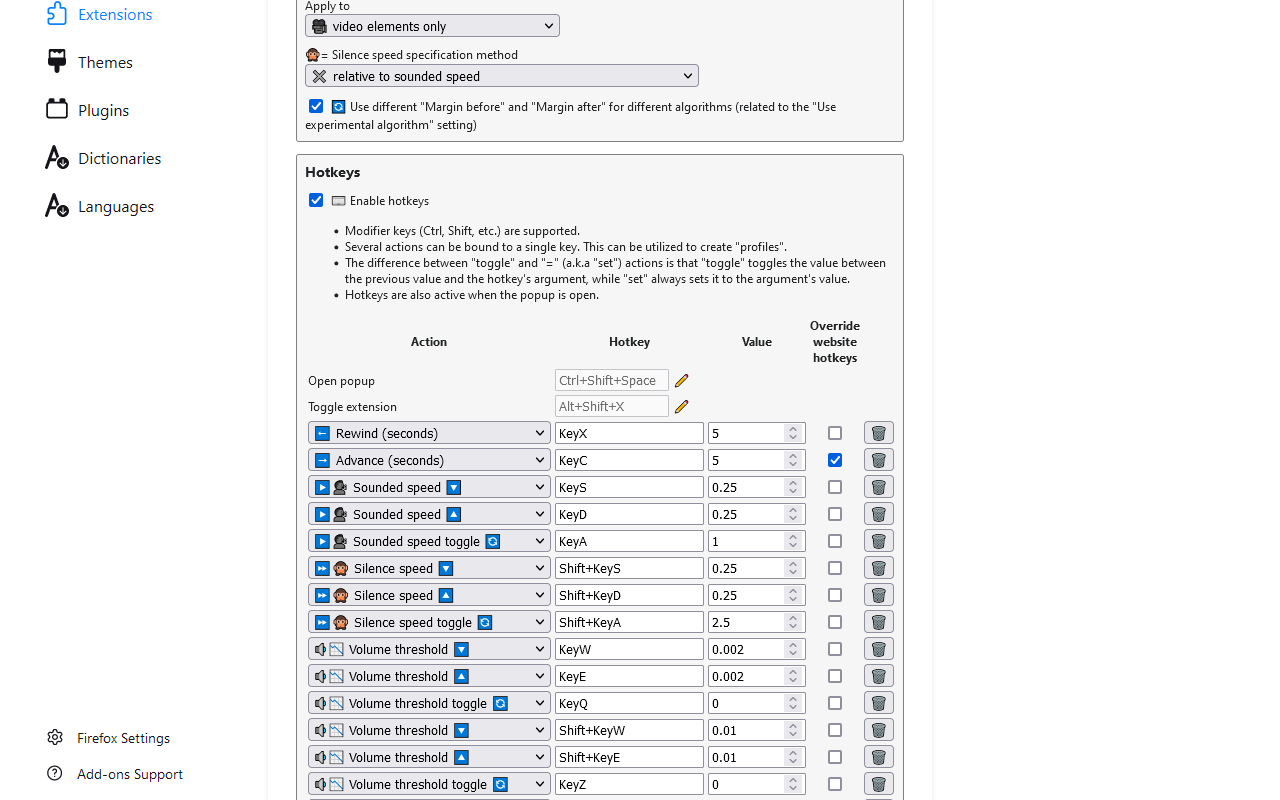 Extensions
Themes
Plugins
Dictionaries
Languages
Firefox Settings
Add-ons Support
Apply to
video elements only
= Silence speed specification method
relative to sounded speed
Use different "Margin before" and "Margin after" for different algorithms (related to the "Use
experimental algorithm" setting)
Hotkeys
Enable hotkeys
• Modifier keys (Ctrl, Shift, etc.) are supported.
• Several actions can be bound to a single key. This can be utilized to create "profiles".
• The difference between "toggle" and "=" (a.k.a "set") actions is that "toggle" toggles the value between
the previous value and the hotkey's argument, while "set" always sets it to the argument's value.
• Hotkeys are also active when the popup is open.
Action Hotkey Value Override website hotkeys
Open popup Ctrl+Shift+Space
Toggle extension Alt+Shift+X
Rewind (seconds) KeyX 5
Advance (seconds) KeyC 5
Sounded speed KeyS 0.25
Sounded speed KeyD 0.25
Sounded speed toggle KeyA 1
Silence speed Shift+KeyS 0.25
Silence speed Shift+KeyD 0.25
Silence speed toggle Shift+KeyA 2.5
Volume threshold KeyW 0.002
Volume threshold KeyE 0.002
Volume threshold toggle KeyQ 0
Volume threshold Shift+KeyW 0.01
Volume threshold Shift+KeyE 0.01
Volume threshold toggle KeyZ 0